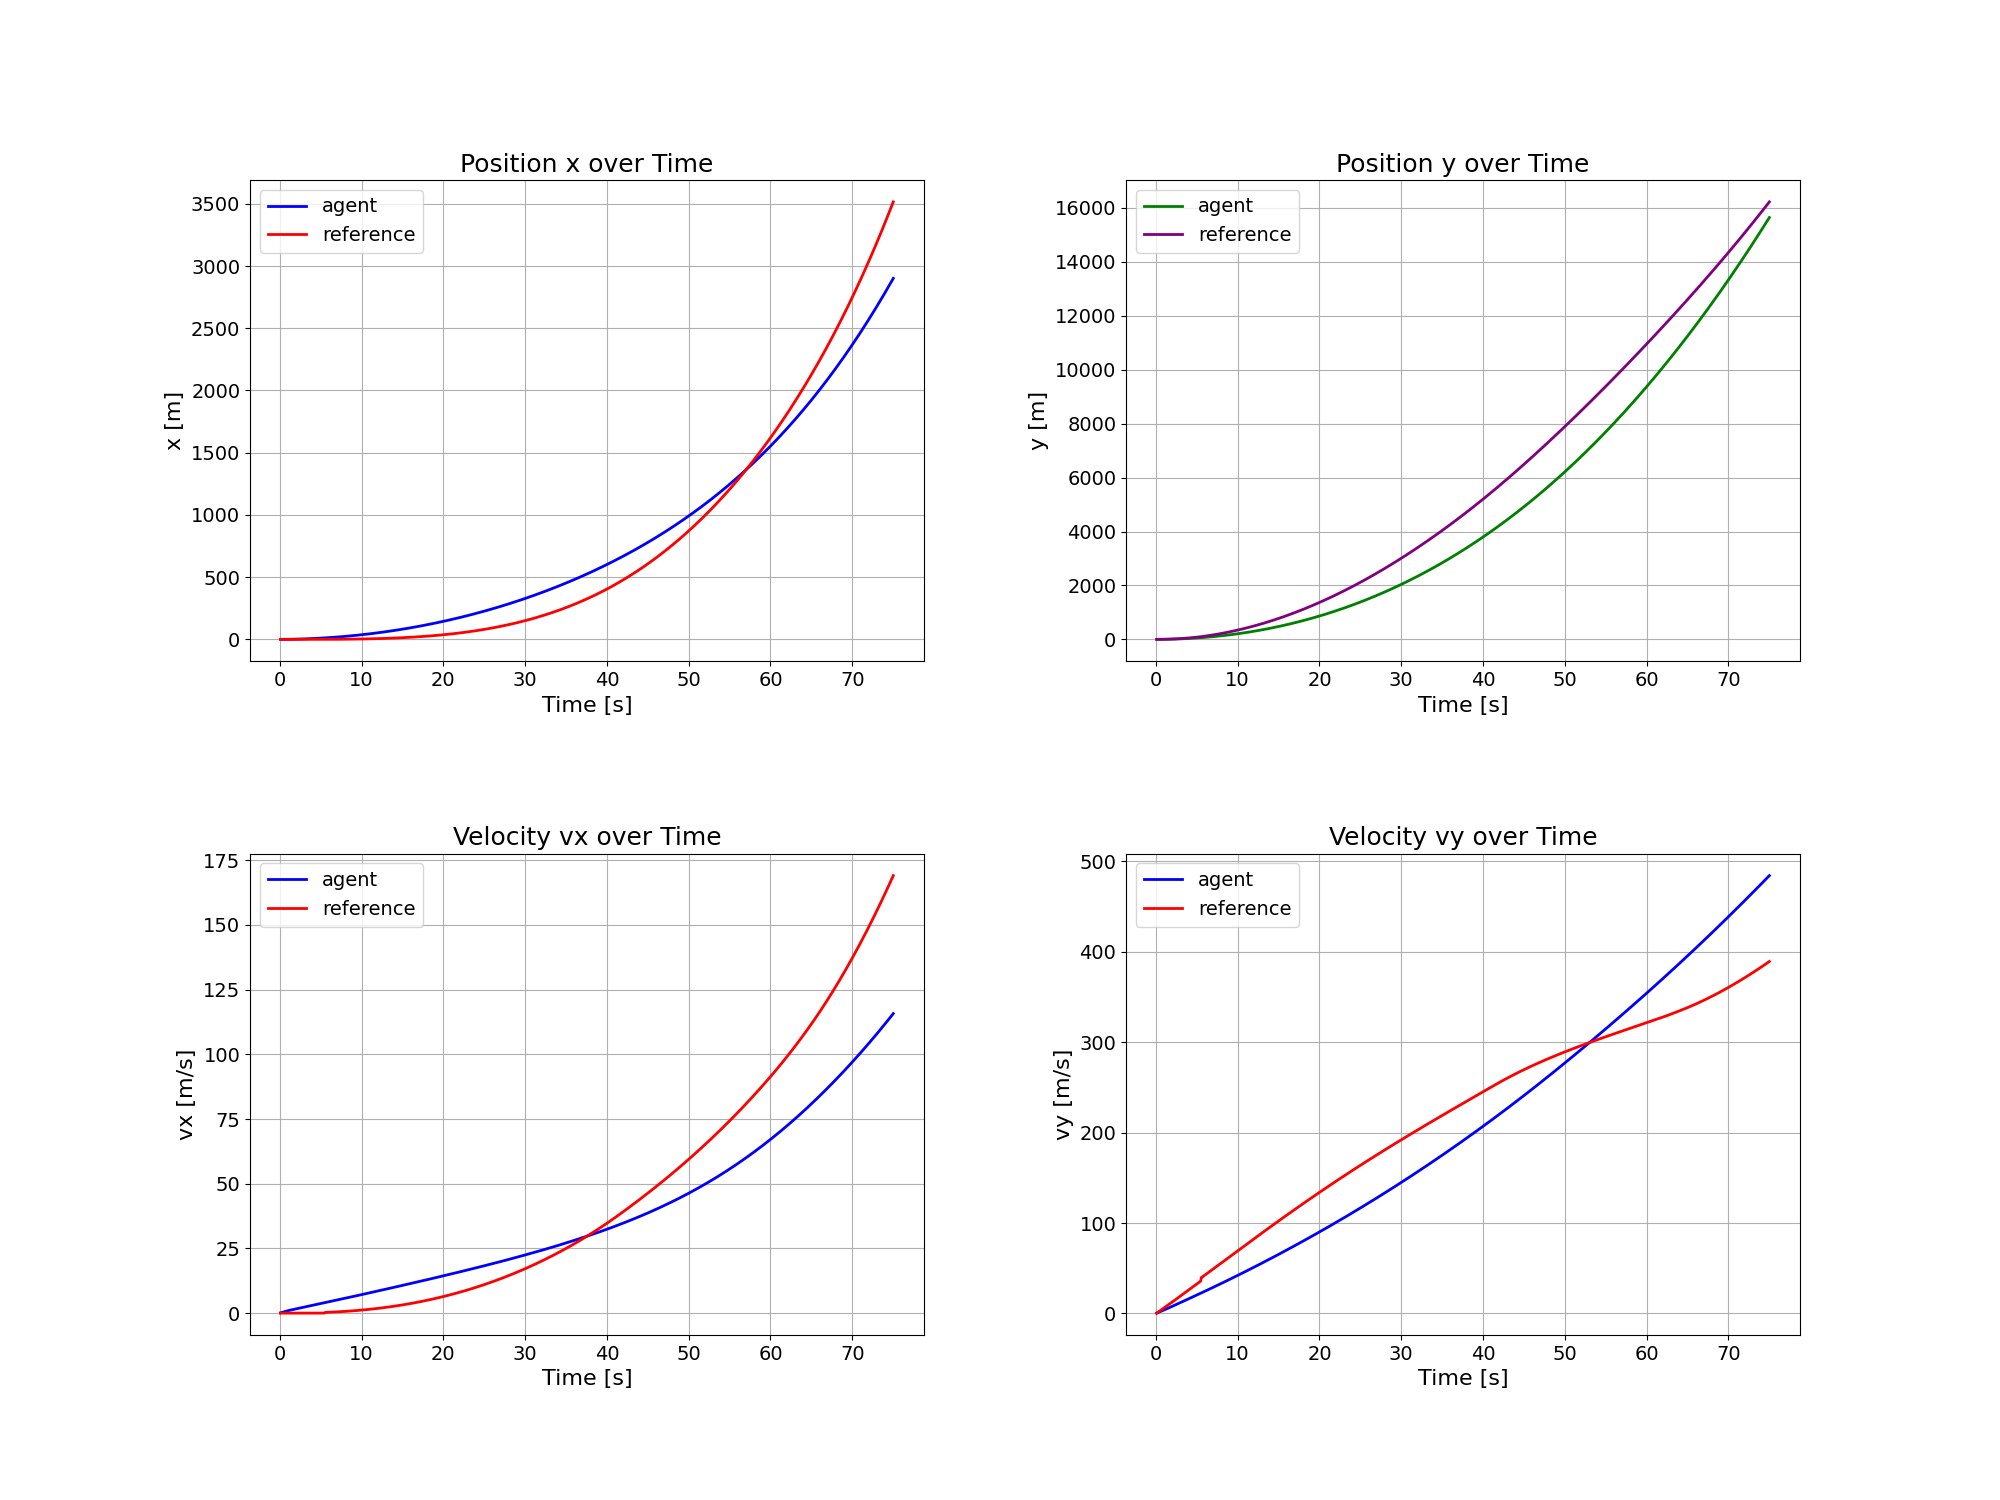 Position x over Time
agent
reference
3500
3000
2500
2000
1500
1000
500
0
x [m]
0 10 20 30 40 50 60 70
Time [s]
Position y over Time
agent
reference
16000
14000
12000
10000
8000
6000
4000
2000
0
y [m]
0 10 20 30 40 50 60 70
Time [s]
Velocity vx over Time
agent
reference
175
150
125
100
75
50
25
0
vx [m/s]
0 10 20 30 40 50 60 70
Time [s]
Velocity vy over Time
agent
reference
500
400
300
200
100
0
vy [m/s]
0 10 20 30 40 50 60 70
Time [s]